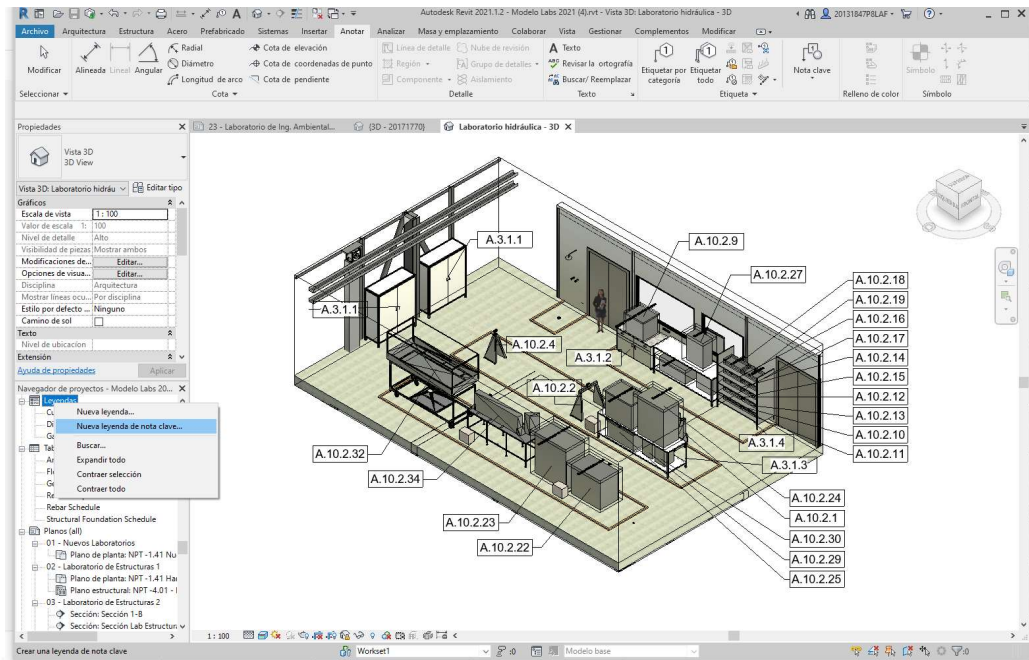 Autodesk Revit 2021.1.2 - Modelo Labs 2021 (4).rvt - Vista 3D: Laboratorio hidráulica - 3D
20131847P8LAF
Archivo Arquitectura Estructura Acero Prefabricado Sistemas Insertar Anotar Analizar Masa y emplazamiento Colaborar Vista Gestionar Complementos Modificar
Modificar
Alineada Lineal Angular
Radial
Diámetro
Longitud de arco
Cota de elevación
Cota de coordenadas de punto
Cota de pendiente
Línea de detalle
Región
Componente
Nube de revisión
Grupo de detalles
Aislamiento
A Texto
Revisar la ortografía
Buscar/ Reemplazar
Etiquetar por categoría
Etiquetar todo
Nota clave
Símbolo
Seleccionar Cota Detalle Texto Etiqueta Relleno de color Símbolo
Propiedades
23 - Laboratorio de Ing. Ambiental...
{3D - 20171770}
Laboratorio hidráulica - 3D
Vista 3D
3D View
Vista 3D: Laboratorio hidráu
Editar tipo
Gráficos
Escala de vista 1 : 100
Valor de escala 1: 100
Nivel de detalle Alto
Visibilidad de piezas Mostrar ambos
Modificaciones de... Editar...
Opciones de visua... Editar...
Disciplina Arquitectura
Mostrar líneas ocu... Por disciplina
Estilo por defecto ... Ninguno
Camino de sol
Texto
Nivel de ubicación
Extensión
Ayuda de propiedades Aplicar
Navegador de proyectos - Modelo Labs 20...
Leyendas
Nueva leyenda...
Nueva leyenda de nota clave...
Buscar...
Expandir todo
Contraer selección
Contraer todo
Rebar Schedule
Structural Foundation Schedule
Planos (all)
01 - Nuevos Laboratorios
Plano de planta: NPT -1.41 Nu
02 - Laboratorio de Estructuras 1
Plano de planta: NPT -1.41 Ha
Plano estructural: NPT -4.01 -
03 - Laboratorio de Estructuras 2
Sección: Sección 1-B
Sección: Sección Lab Estructu
A.3.1.1
A.10.2.9
A.10.2.27
A.10.2.18
A.10.2.19
A.10.2.16
A.10.2.17
A.10.2.14
A.10.2.15
A.10.2.12
A.10.2.13
A.10.2.10
A.10.2.11
A.3.1.1
A.10.2.4
A.3.1.2
A.10.2.2
A.3.1.4
A.3.1.3
A.10.2.32
A.10.2.34
A.10.2.23
A.10.2.22
A.10.2.24
A.10.2.1
A.10.2.30
A.10.2.29
A.10.2.25
1 : 100
Crear una leyenda de nota clave
Workset1
:0
Modelo base
:0